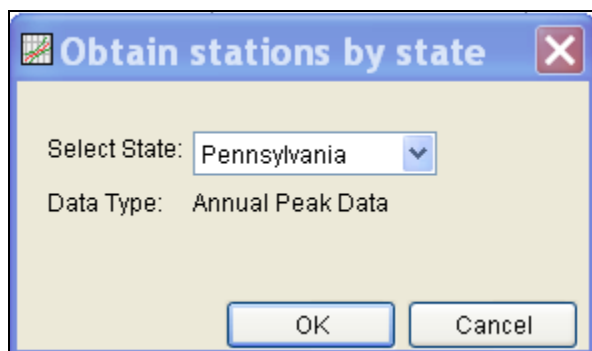 Obtain stations by state
Select State: Pennsylvania
Data Type: Annual Peak Data
OK Cancel